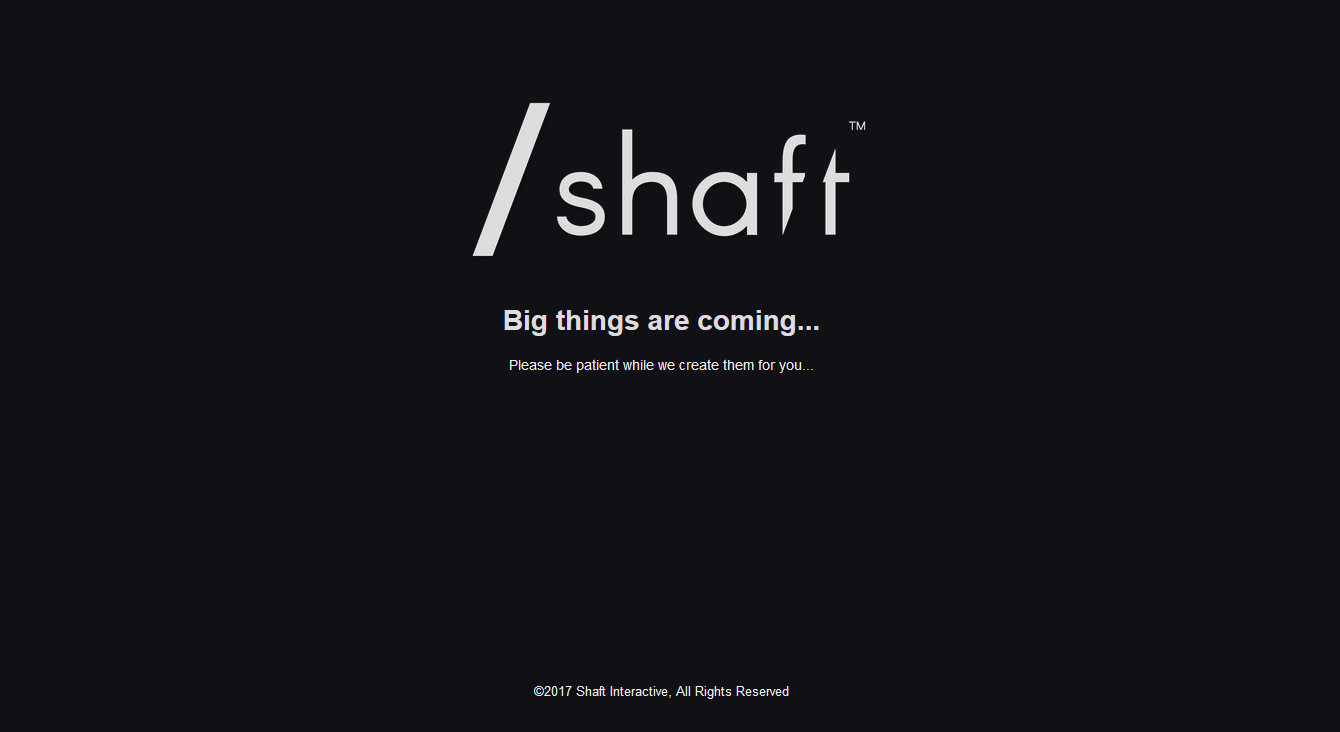 /shaft™
Big things are coming...
Please be patient while we create them for you...
©2017 Shaft Interactive, All Rights Reserved